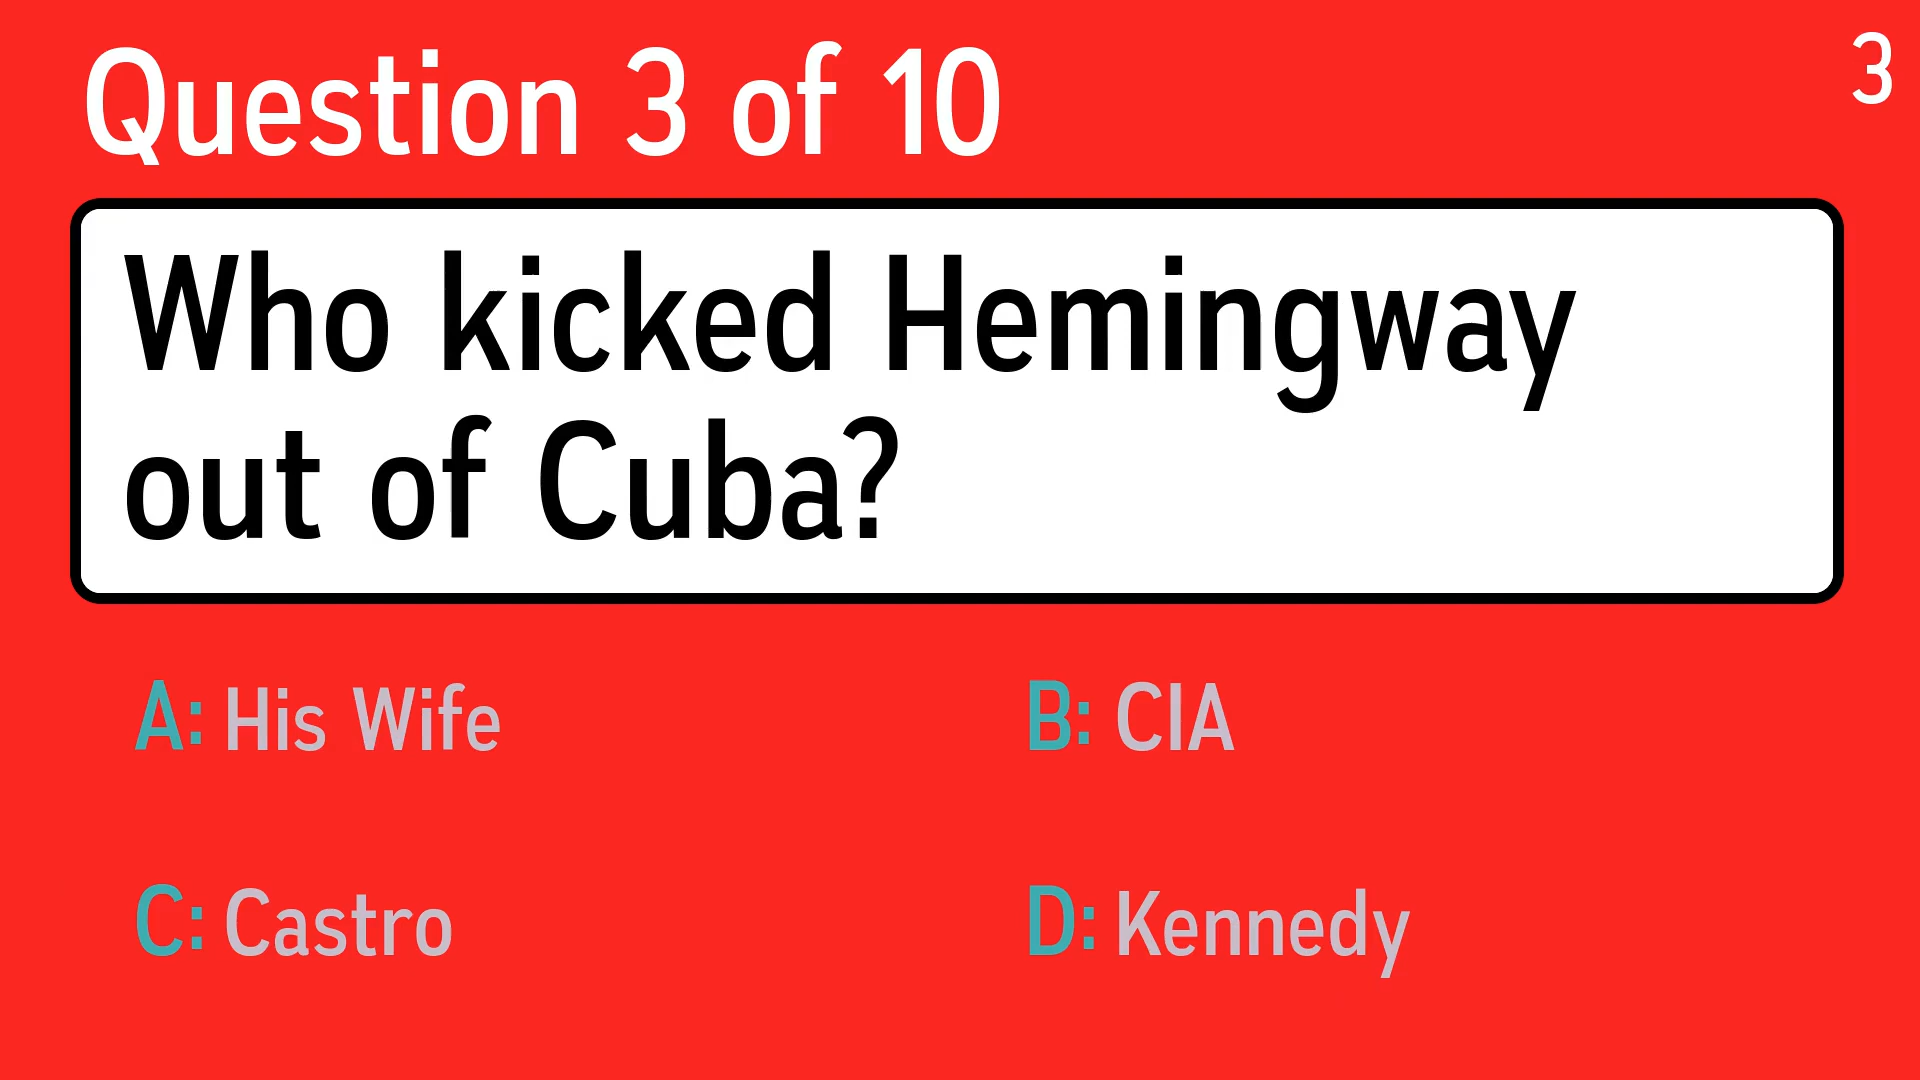 Question 3 of 10
3
Who kicked Hemingway
out of Cuba?
A: His Wife
B: CIA
C: Castro
D: Kennedy